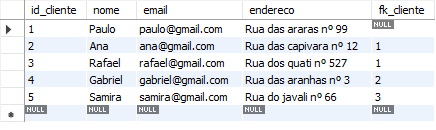 id_cliente nome email endereco fk_cliente
1 Paulo paulo@gmail.com Rua das araras nº 99 NULL
2 Ana ana@gmail.com Rua das capivara nº 12 1
3 Rafael rafael@gmail.com Rua dos quati nº 527 1
4 Gabriel gabriel@gmail.com Rua das aranhas nº 3 2
5 Samira samira@gmail.com Rua do javali nº 66 3
NULL NULL NULL NULL NULL